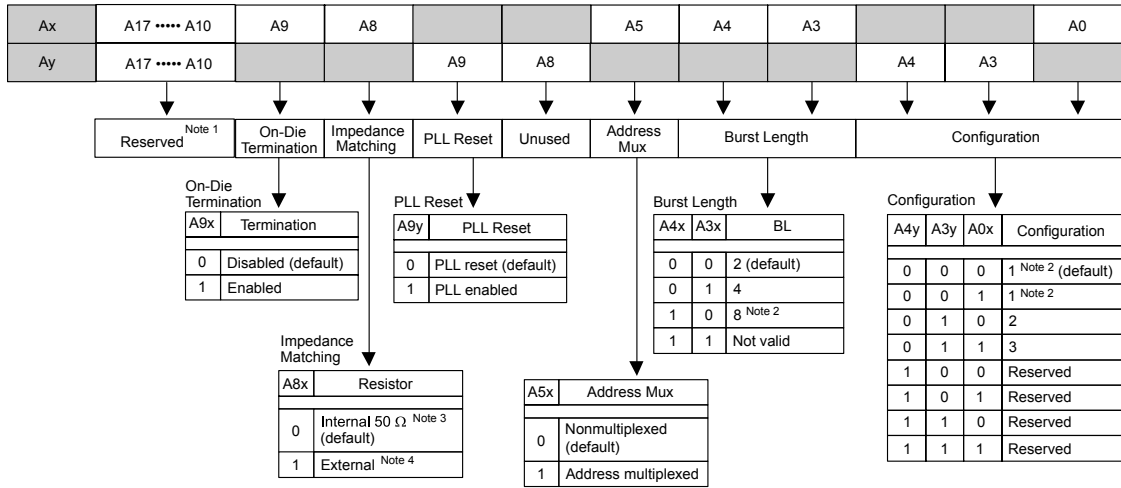 Ax A17 ••••• A10 A9 A8 A5 A4 A3 A0
Ay A17 ••••• A10 A9 A8 A4 A3
Reserved Note 1
On-Die Termination
Impedance Matching
PLL Reset
Unused
Address Mux
Burst Length
Configuration
On-Die
Termination
A9x Termination
0 Disabled (default)
1 Enabled
PLL Reset
A9y PLL Reset
0 PLL reset (default)
1 PLL enabled
Burst Length
A4x A3x BL
0 0 2 (default)
0 1 4
1 0 8 Note 2
1 1 Not valid
Configuration
A4y A3y A0x Configuration
0 0 0 1 Note 2 (default)
0 0 1 1 Note 2
0 1 0 2
0 1 1 3
1 0 0 Reserved
1 0 1 Reserved
1 1 0 Reserved
1 1 1 Reserved
Impedance
Matching
A8x Resistor
0 Internal 50 Ω Note 3
(default)
1 External Note 4
A5x Address Mux
0 Nonmultiplexed
(default)
1 Address multiplexed